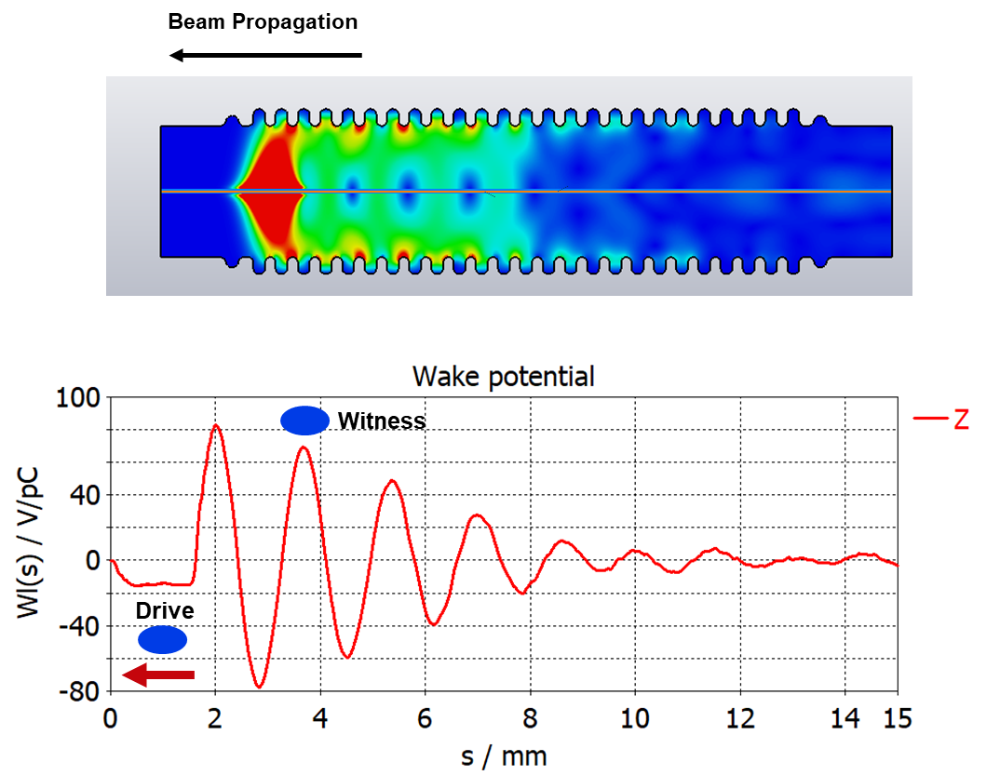 Beam Propagation
Wake potential
100
40
0
-40
-80
Wl(s) / V/pC
Witness
Z
Drive
0 2 4 6 8 10 12 14 15
s / mm